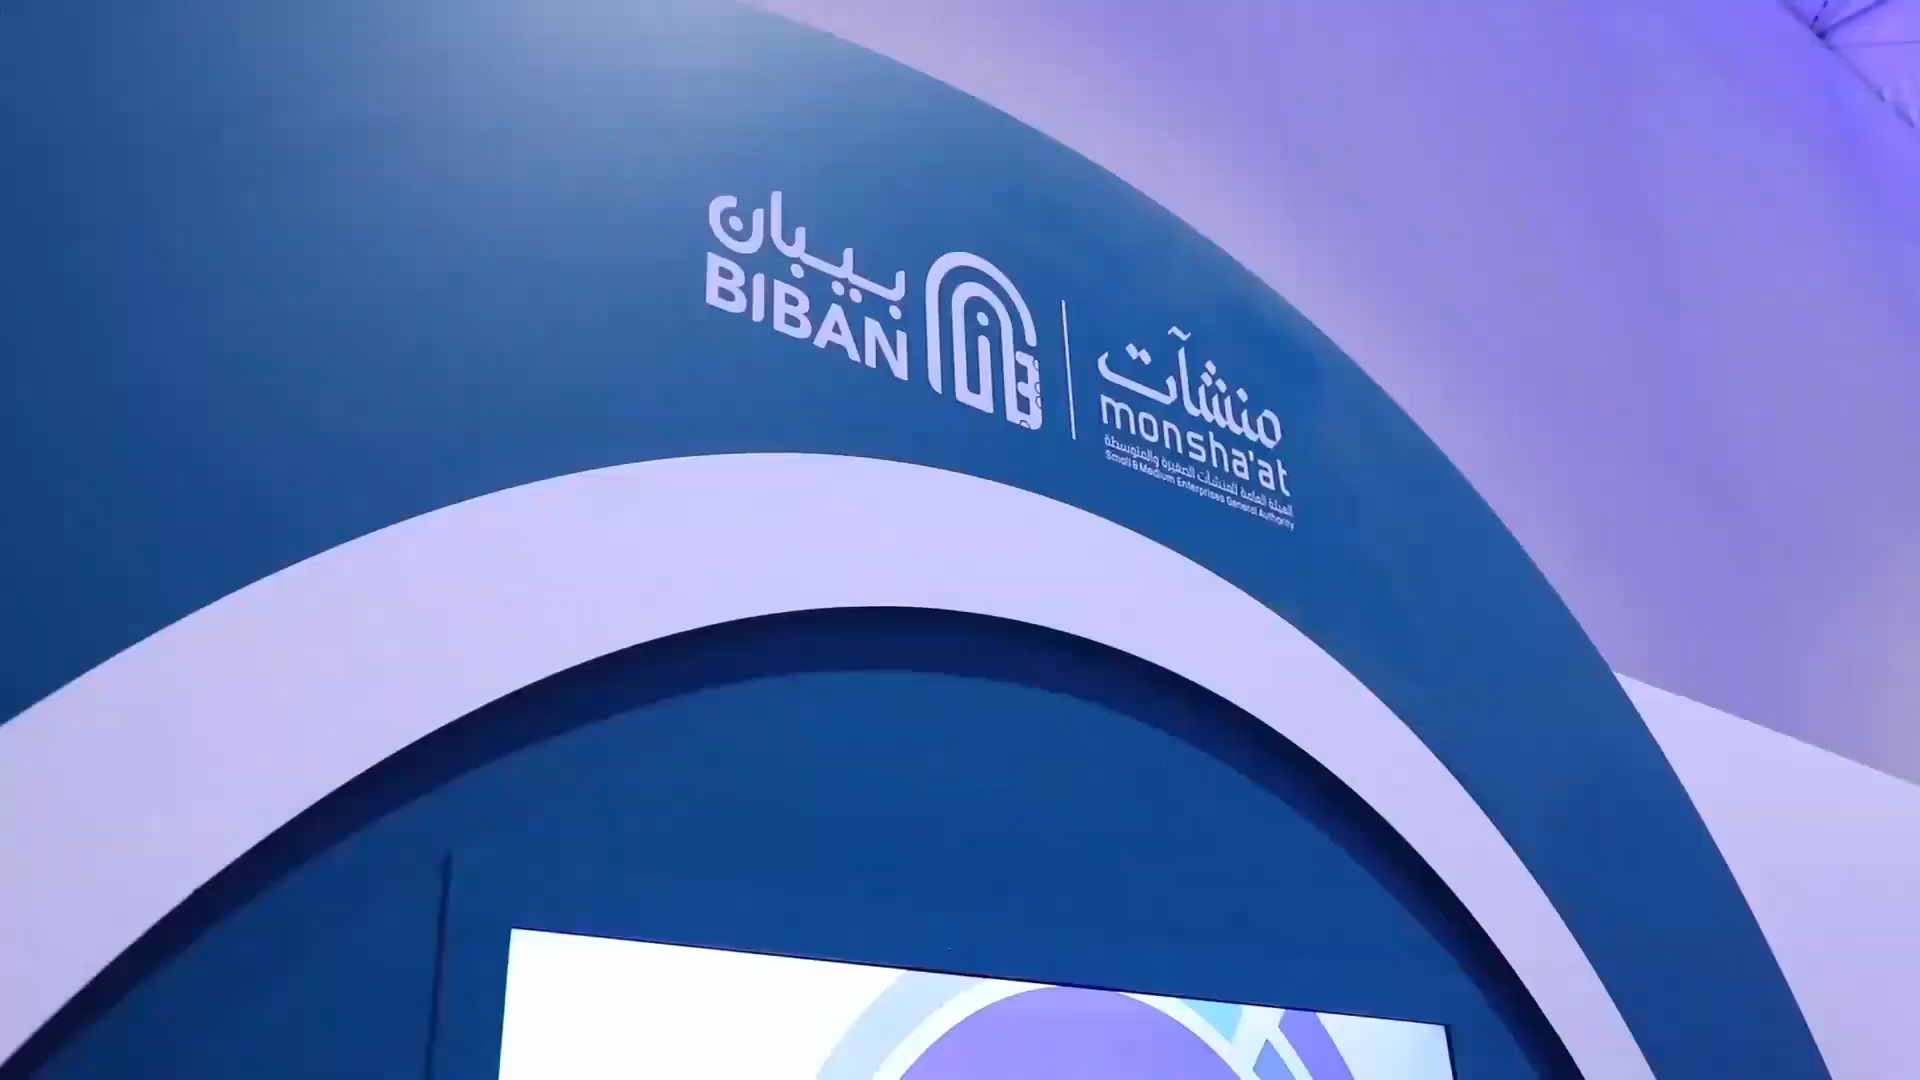 بيبان
BIBAN
منشآت
monsha'at
الهيئة العامة للمنشآت الصغيرة والمتوسطة
Small & Medium Enterprises General Authority